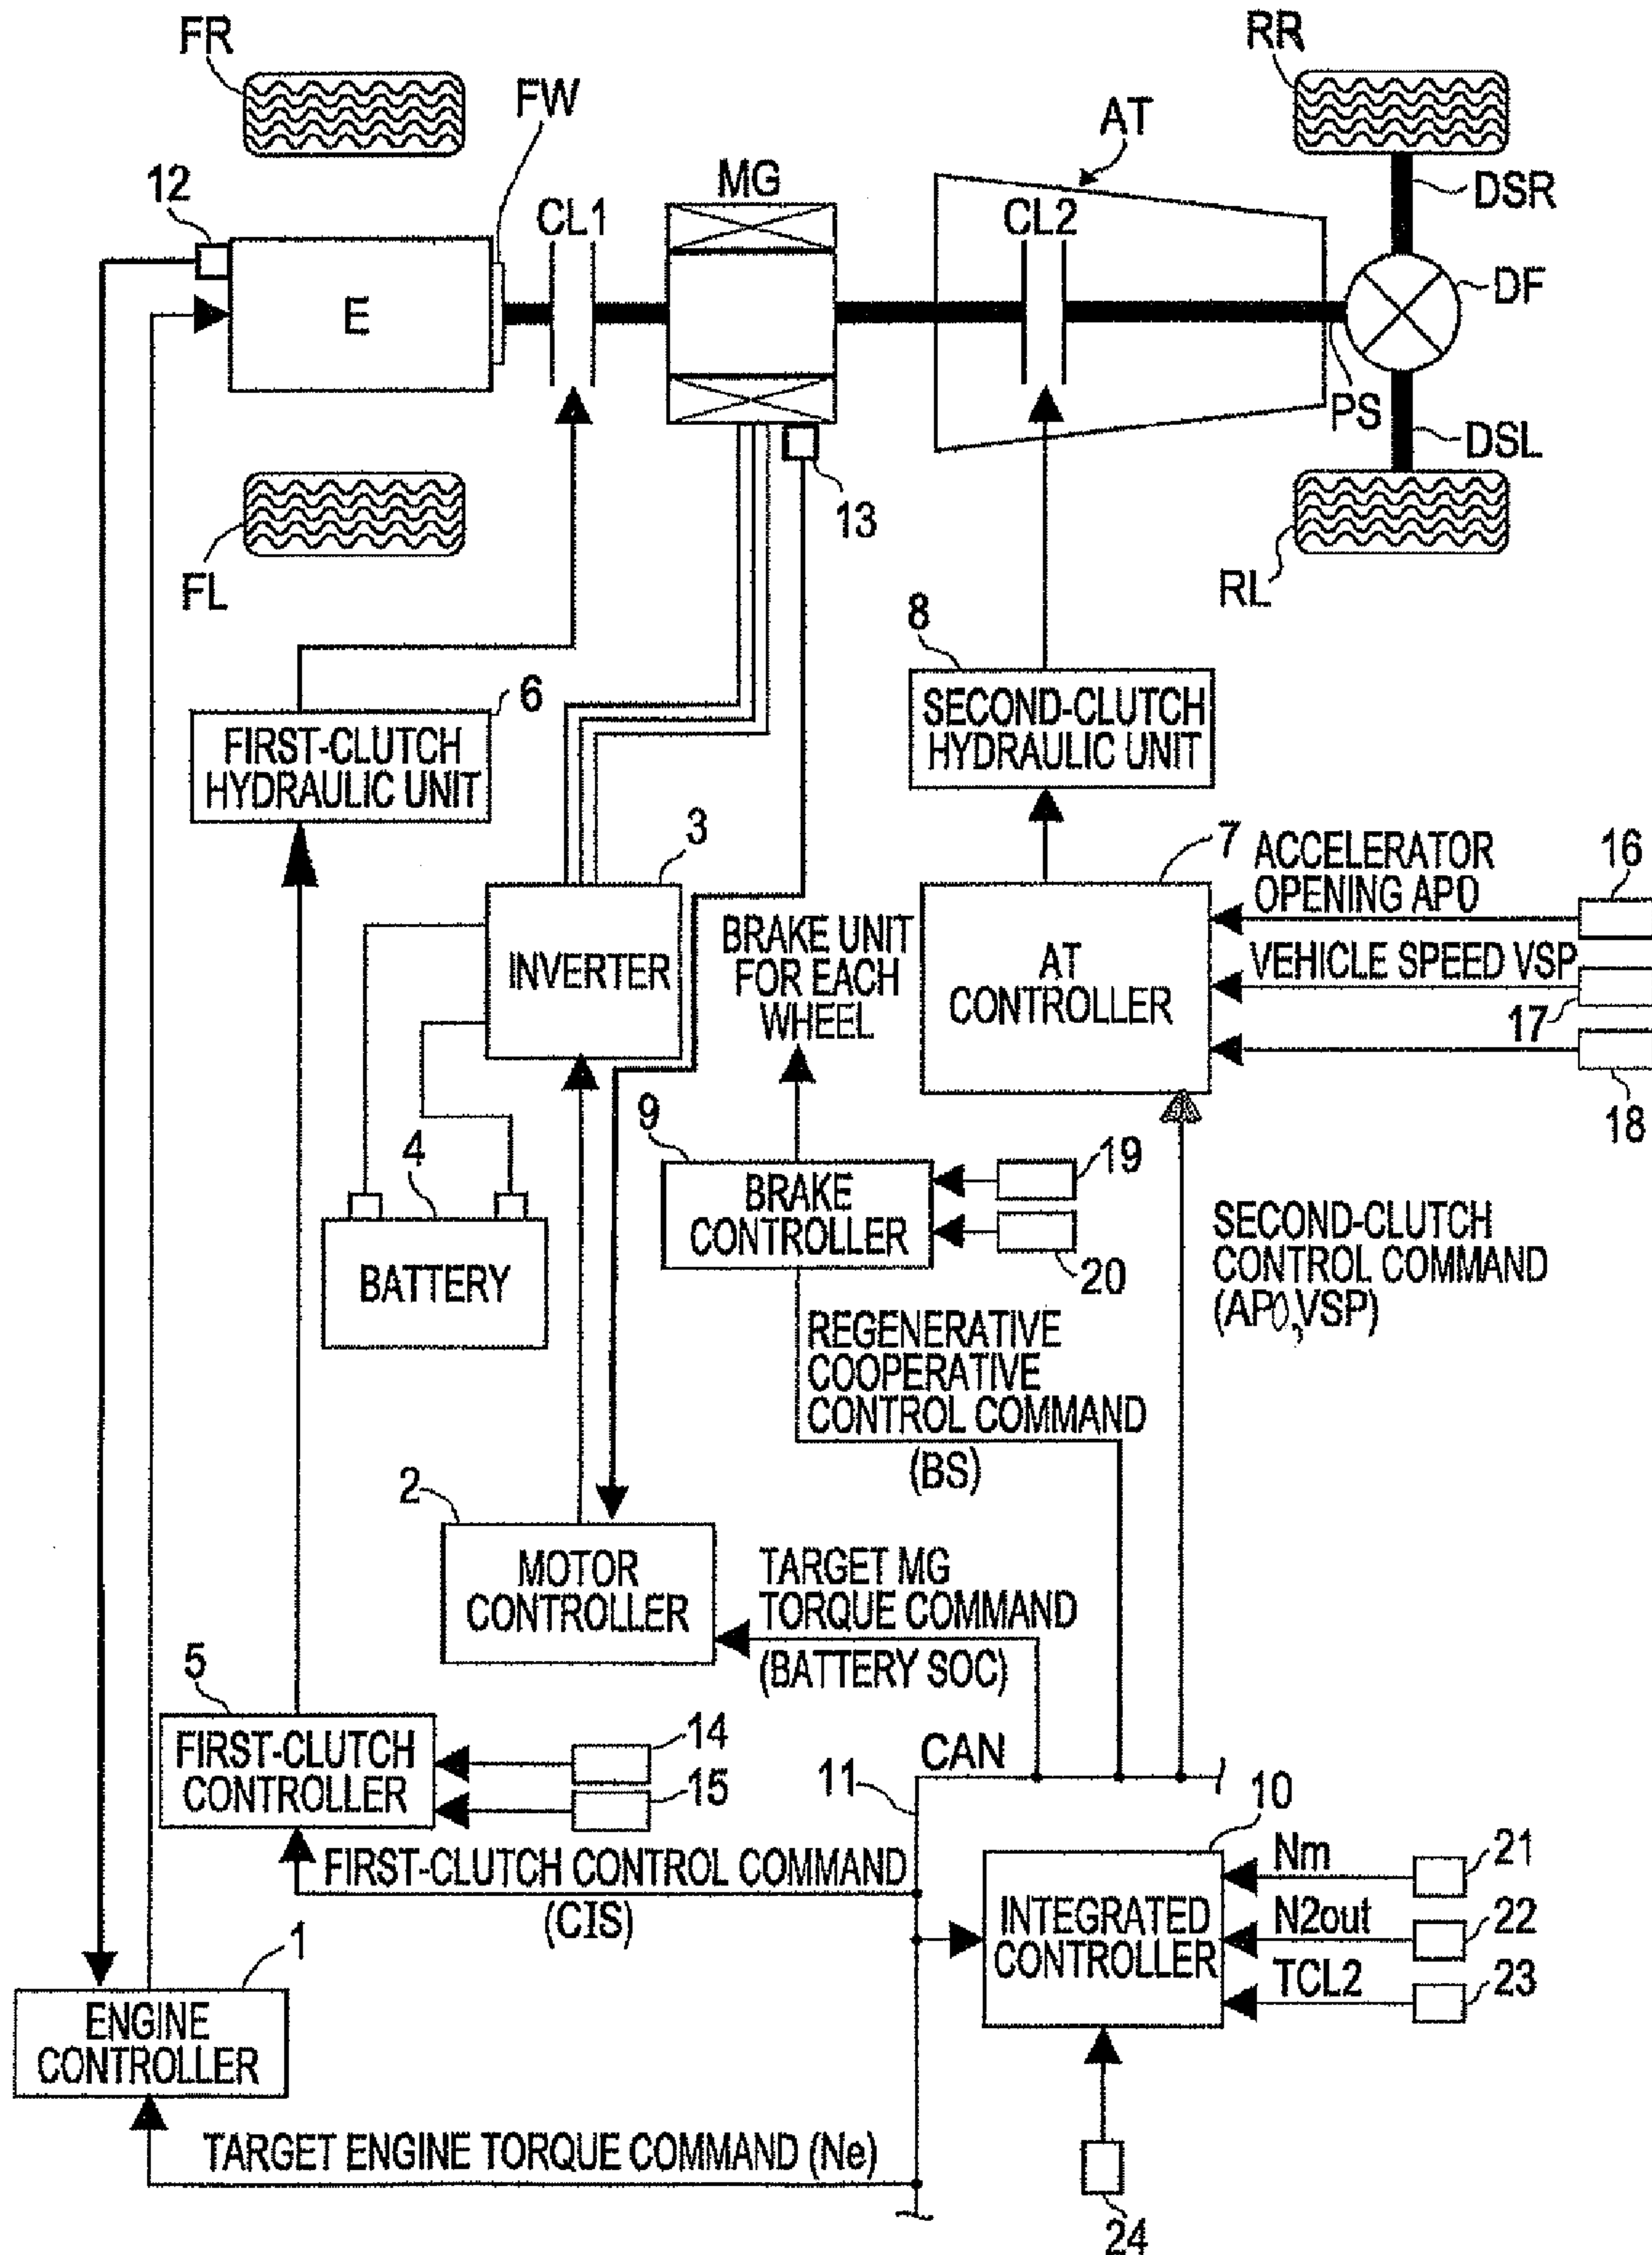 FR
RR
FW
AT
12
MG
DSR
CL1
CL2
E
DF
PS
DSL
13
FL
RL
8
6
SECOND-CLUTCH
HYDRAULIC UNIT
FIRST-CLUTCH
HYDRAULIC UNIT
3
7
ACCELERATOR
OPENING APO
16
BRAKE UNIT
FOR EACH
WHEEL
INVERTER
AT
CONTROLLER
VEHICLE SPEED VSP
17
18
4
9
19
BRAKE
CONTROLLER
20
BATTERY
SECOND-CLUTCH
CONTROL COMMAND
(APO,VSP)
REGENERATIVE
COOPERATIVE
CONTROL COMMAND
(BS)
2
MOTOR
CONTROLLER
TARGET MG
TORQUE COMMAND
(BATTERY SOC)
5
FIRST-CLUTCH
CONTROLLER
14
15
CAN
11
10
FIRST-CLUTCH CONTROL COMMAND
(CIS)
INTEGRATED
CONTROLLER
Nm
21
N2out
22
TCL2
23
1
ENGINE
CONTROLLER
TARGET ENGINE TORQUE COMMAND (Ne)
24